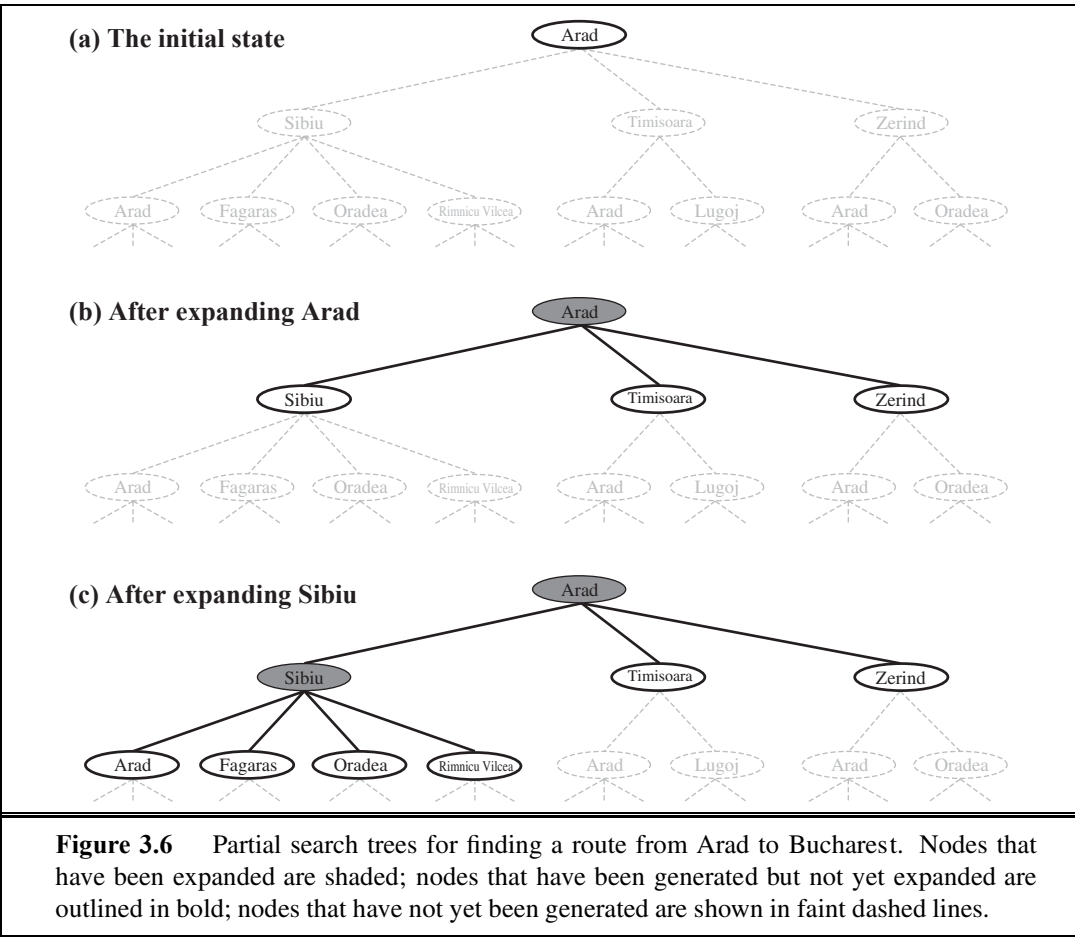 (a) The initial state
Arad
Sibiu Timisoara Zerind
Arad Fagaras Oradea Rimnicu Vilcea Arad Lugoj Arad Oradea
(b) After expanding Arad
Arad
Sibiu Timisoara Zerind
Arad Fagaras Oradea Rimnicu Vilcea Arad Lugoj Arad Oradea
(c) After expanding Sibiu
Arad
Sibiu Timisoara Zerind
Arad Fagaras Oradea Rimnicu Vilcea Arad Lugoj Arad Oradea
Figure 3.6 Partial search trees for finding a route from Arad to Bucharest. Nodes that
have been expanded are shaded; nodes that have been generated but not yet expanded are
outlined in bold; nodes that have not yet been generated are shown in faint dashed lines.